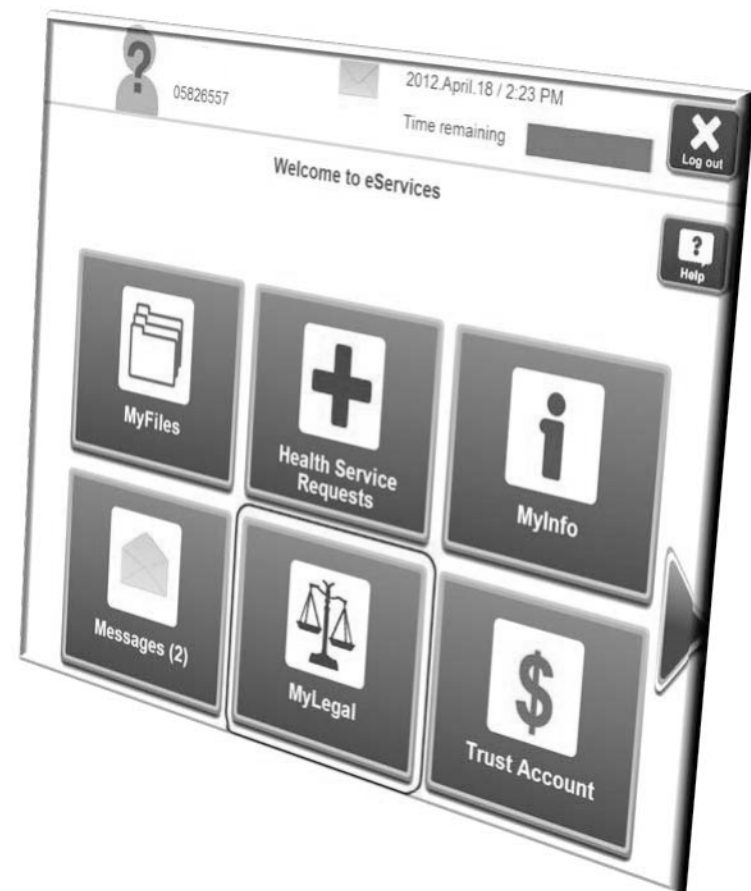 05826557
2012.April.18 / 2:23 PM
Time remaining
Log out
Welcome to eServices
?
Help
MyFiles
Health Service
Requests
MyInfo
Messages (2)
MyLegal
$
Trust Account